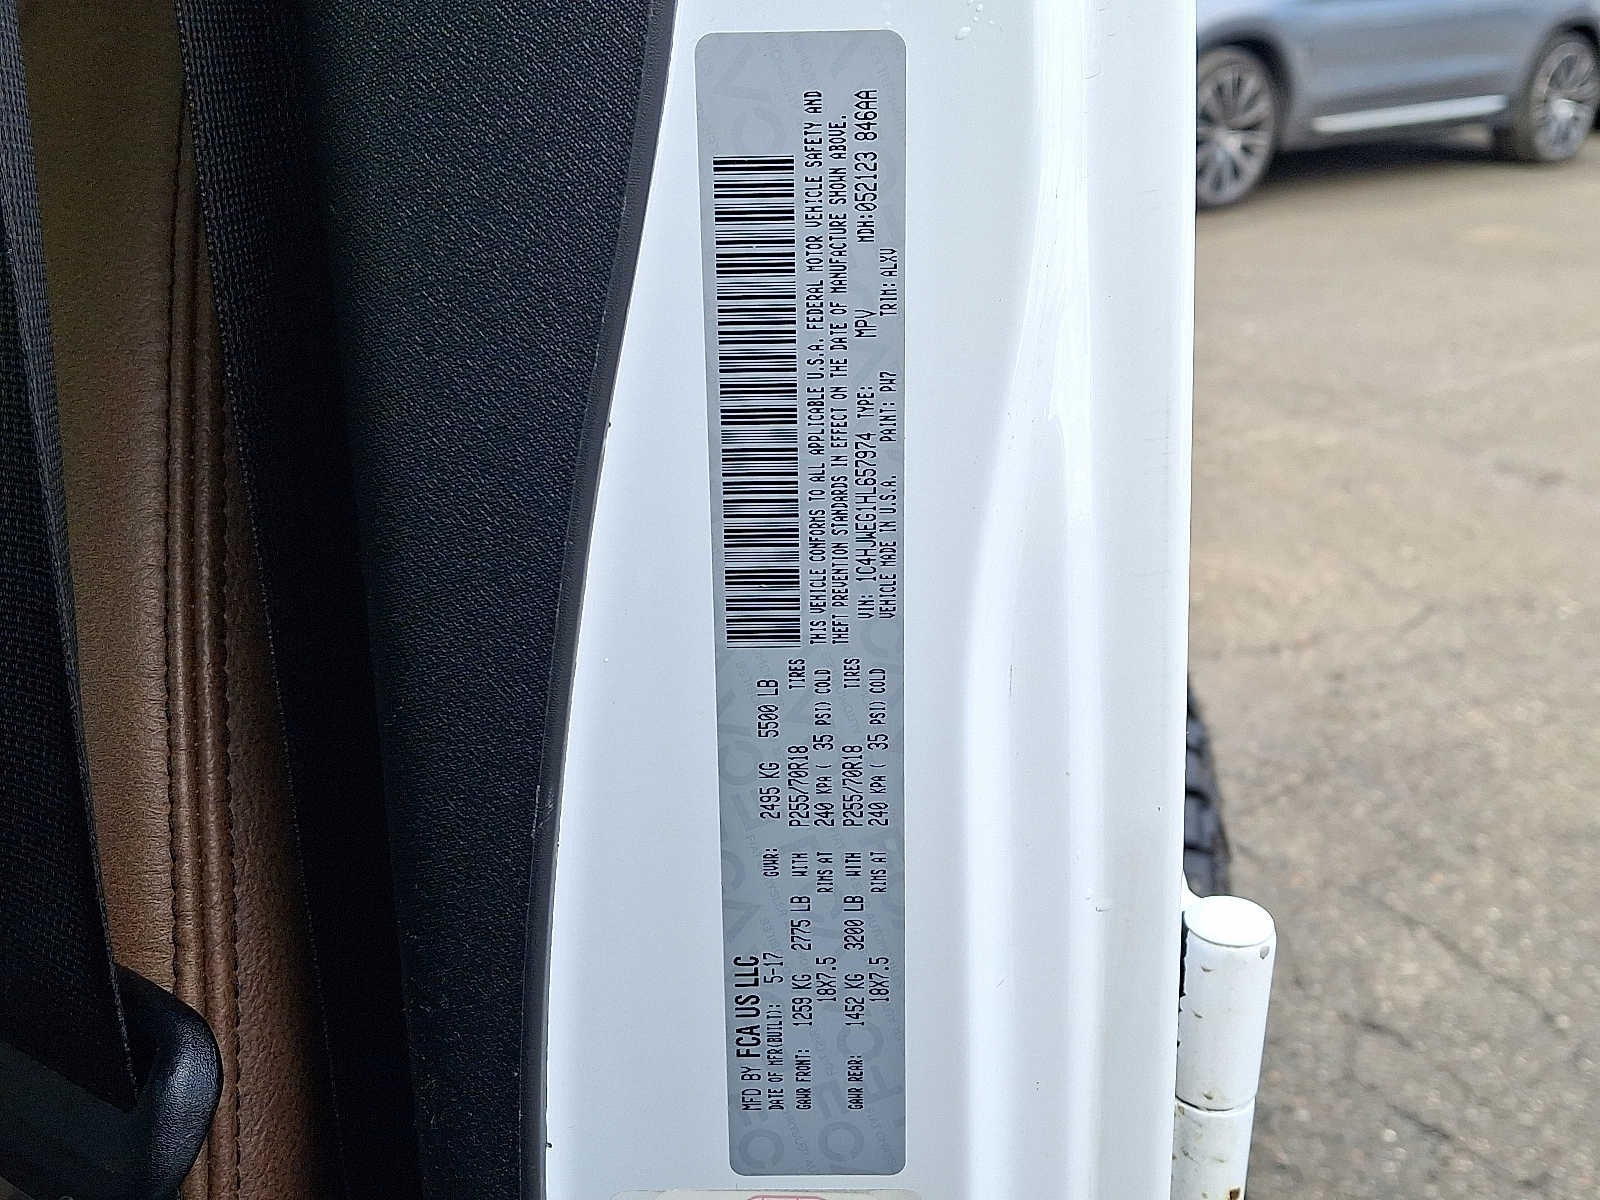 MFD BY FCA US LLC
DATE OF MFR(BUILT): 5-17 GVWR: 2495 KG 5500 LB
GAWR FRONT: 1259 KG 2775 LB WITH P255/70R18 TIRES
18X7.5 RIMS AT 240 KPA ( 35 PSI) COLD
GAWR REAR: 1452 KG 3200 LB WITH P255/70R18 TIRES
18X7.5 RIMS AT 240 KPA ( 35 PSI) COLD
THIS VEHICLE CONFORMS TO ALL APPLICABLE U.S.A. FEDERAL MOTOR VEHICLE SAFETY AND
THEFT PREVENTION STANDARDS IN EFFECT ON THE DATE OF MANUFACTURE SHOWN ABOVE.
VIN: 1C4HJWEG1HL657974 TYPE: MPV MDH:052123 846AA
VEHICLE MADE IN U.S.A. PAINT: PW7 TRIM: ALXV